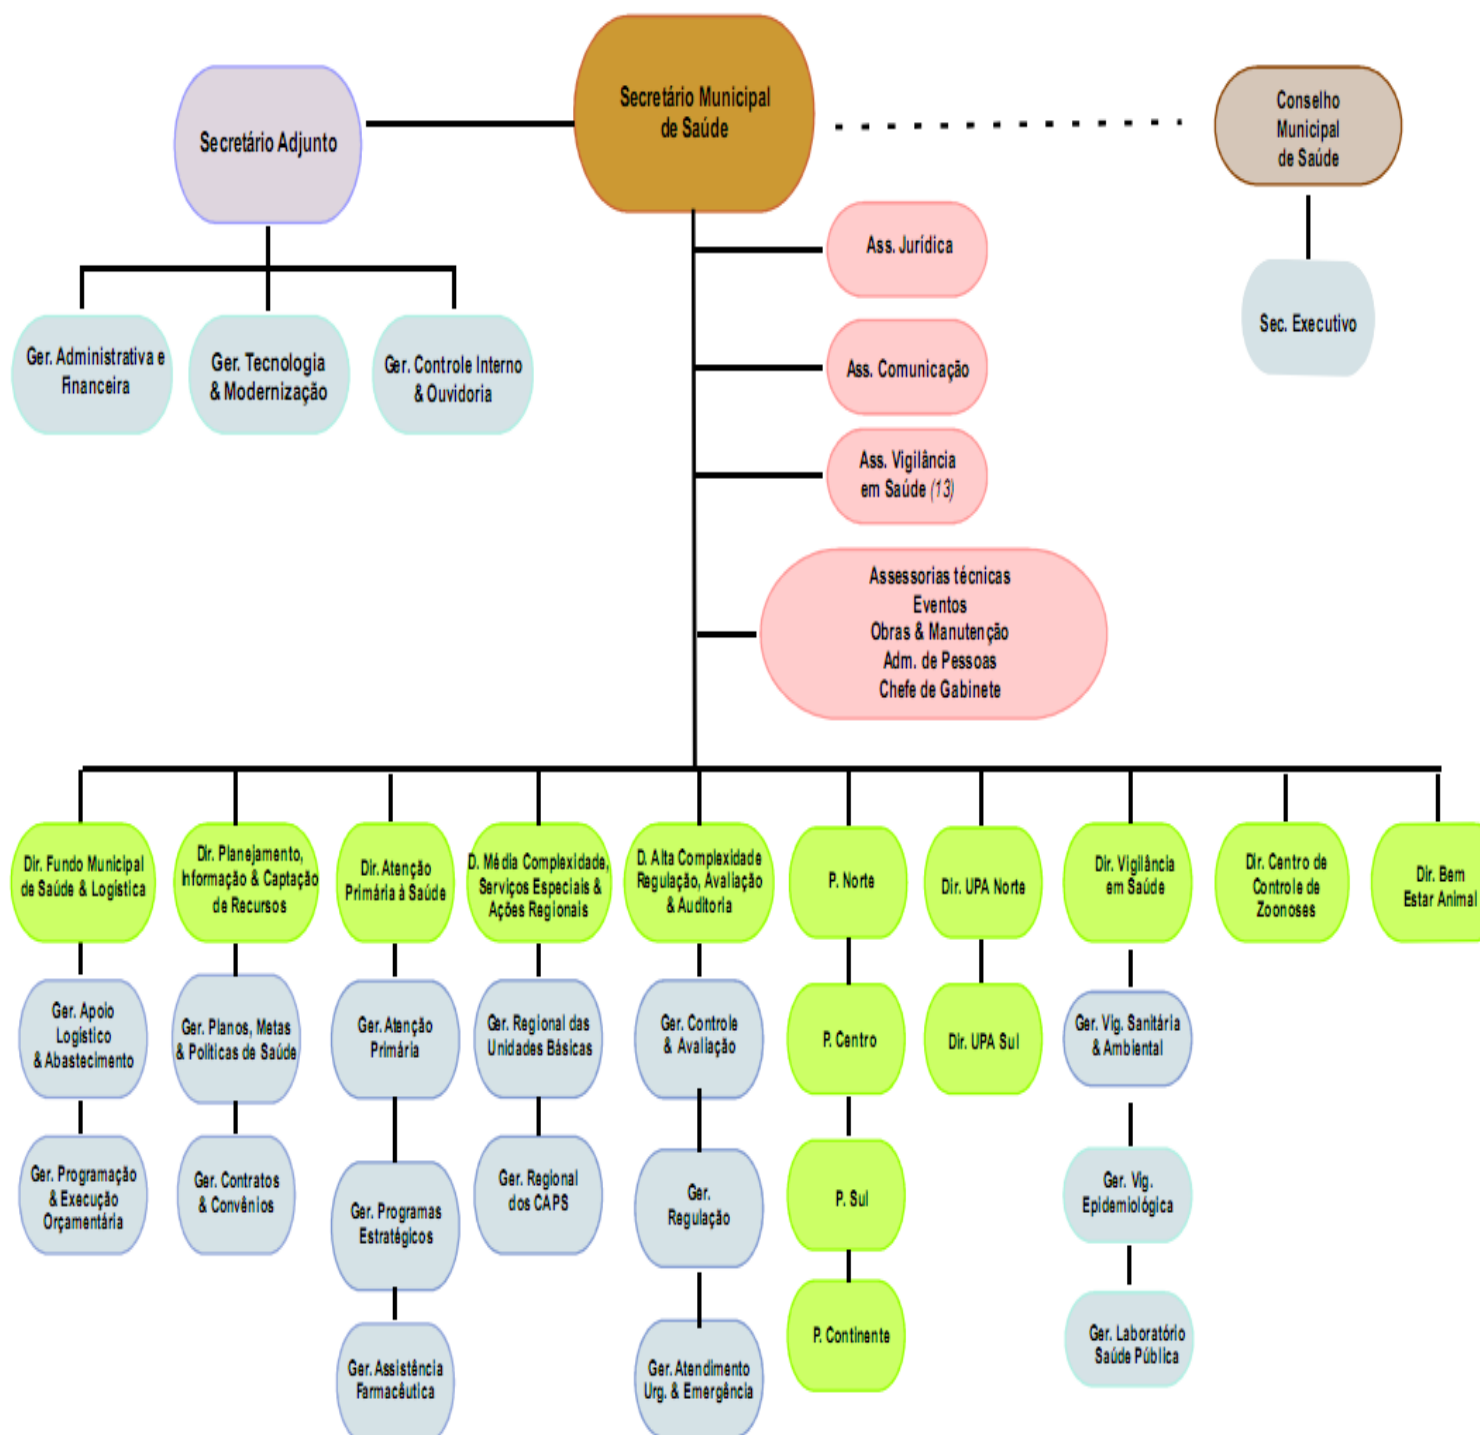 Secretário Municipal
de Saúde
Secretário Adjunto
Conselho
Municipal
de Saúde
Sec. Executivo
Ger. Administrativa e
Financeira
Ger. Tecnologia
& Modernização
Ger. Controle Interno
& Ouvidoria
Ass. Jurídica
Ass. Comunicação
Ass. Vigilância
em Saúde (13)
Assessorias técnicas
Eventos
Obras & Manutenção
Adm. de Pessoas
Chefe de Gabinete
Dir. Fundo Municipal
de Saúde & Logística
Ger. Apoio
Logístico
& Abastecimento
Ger. Programação
& Execução
Orçamentária
Dir. Planejamento,
Informação & Captação
de Recursos
Ger. Planos, Metas
& Políticas de Saúde
Ger. Contratos
& Convênios
Dir. Atenção
Primária à Saúde
Ger. Atenção
Primária
Ger. Programas
Estratégicos
Ger. Assistência
Farmacêutica
D. Média Complexidade,
Serviços Especiais &
Ações Regionais
Ger. Regional das
Unidades Básicas
Ger. Regional
dos CAPS
D. Alta Complexidade
Regulação, Avaliação
& Auditoria
Ger. Controle
& Avaliação
Ger.
Regulação
Ger. Atendimento
Urg. & Emergência
P. Norte
P. Centro
P. Sul
P. Continente
Dir. UPA Norte
Dir. UPA Sul
Dir. Vigilância
em Saúde
Ger. Vig. Sanitária
& Ambiental
Ger. Vig.
Epidemiológica
Ger. Laboratório
Saúde Pública
Dir. Centro de
Controle de
Zoonoses
Dir. Bem
Estar Animal